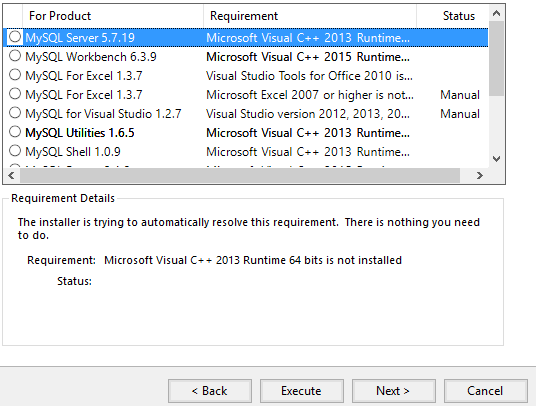 For Product Requirement Status
MySQL Server 5.7.19 Microsoft Visual C++ 2013 Runtime...
MySQL Workbench 6.3.9 Microsoft Visual C++ 2015 Runtime...
MySQL For Excel 1.3.7 Visual Studio Tools for Office 2010 is...
MySQL For Excel 1.3.7 Microsoft Excel 2007 or higher is not... Manual
MySQL for Visual Studio 1.2.7 Visual Studio version 2012, 2013, 20... Manual
MySQL Utilities 1.6.5 Microsoft Visual C++ 2013 Runtime...
MySQL Shell 1.0.9 Microsoft Visual C++ 2013 Runtime...
Requirement Details
The installer is trying to automatically resolve this requirement. There is nothing you need
to do.
Requirement: Microsoft Visual C++ 2013 Runtime 64 bits is not installed
Status:
< Back Execute Next > Cancel